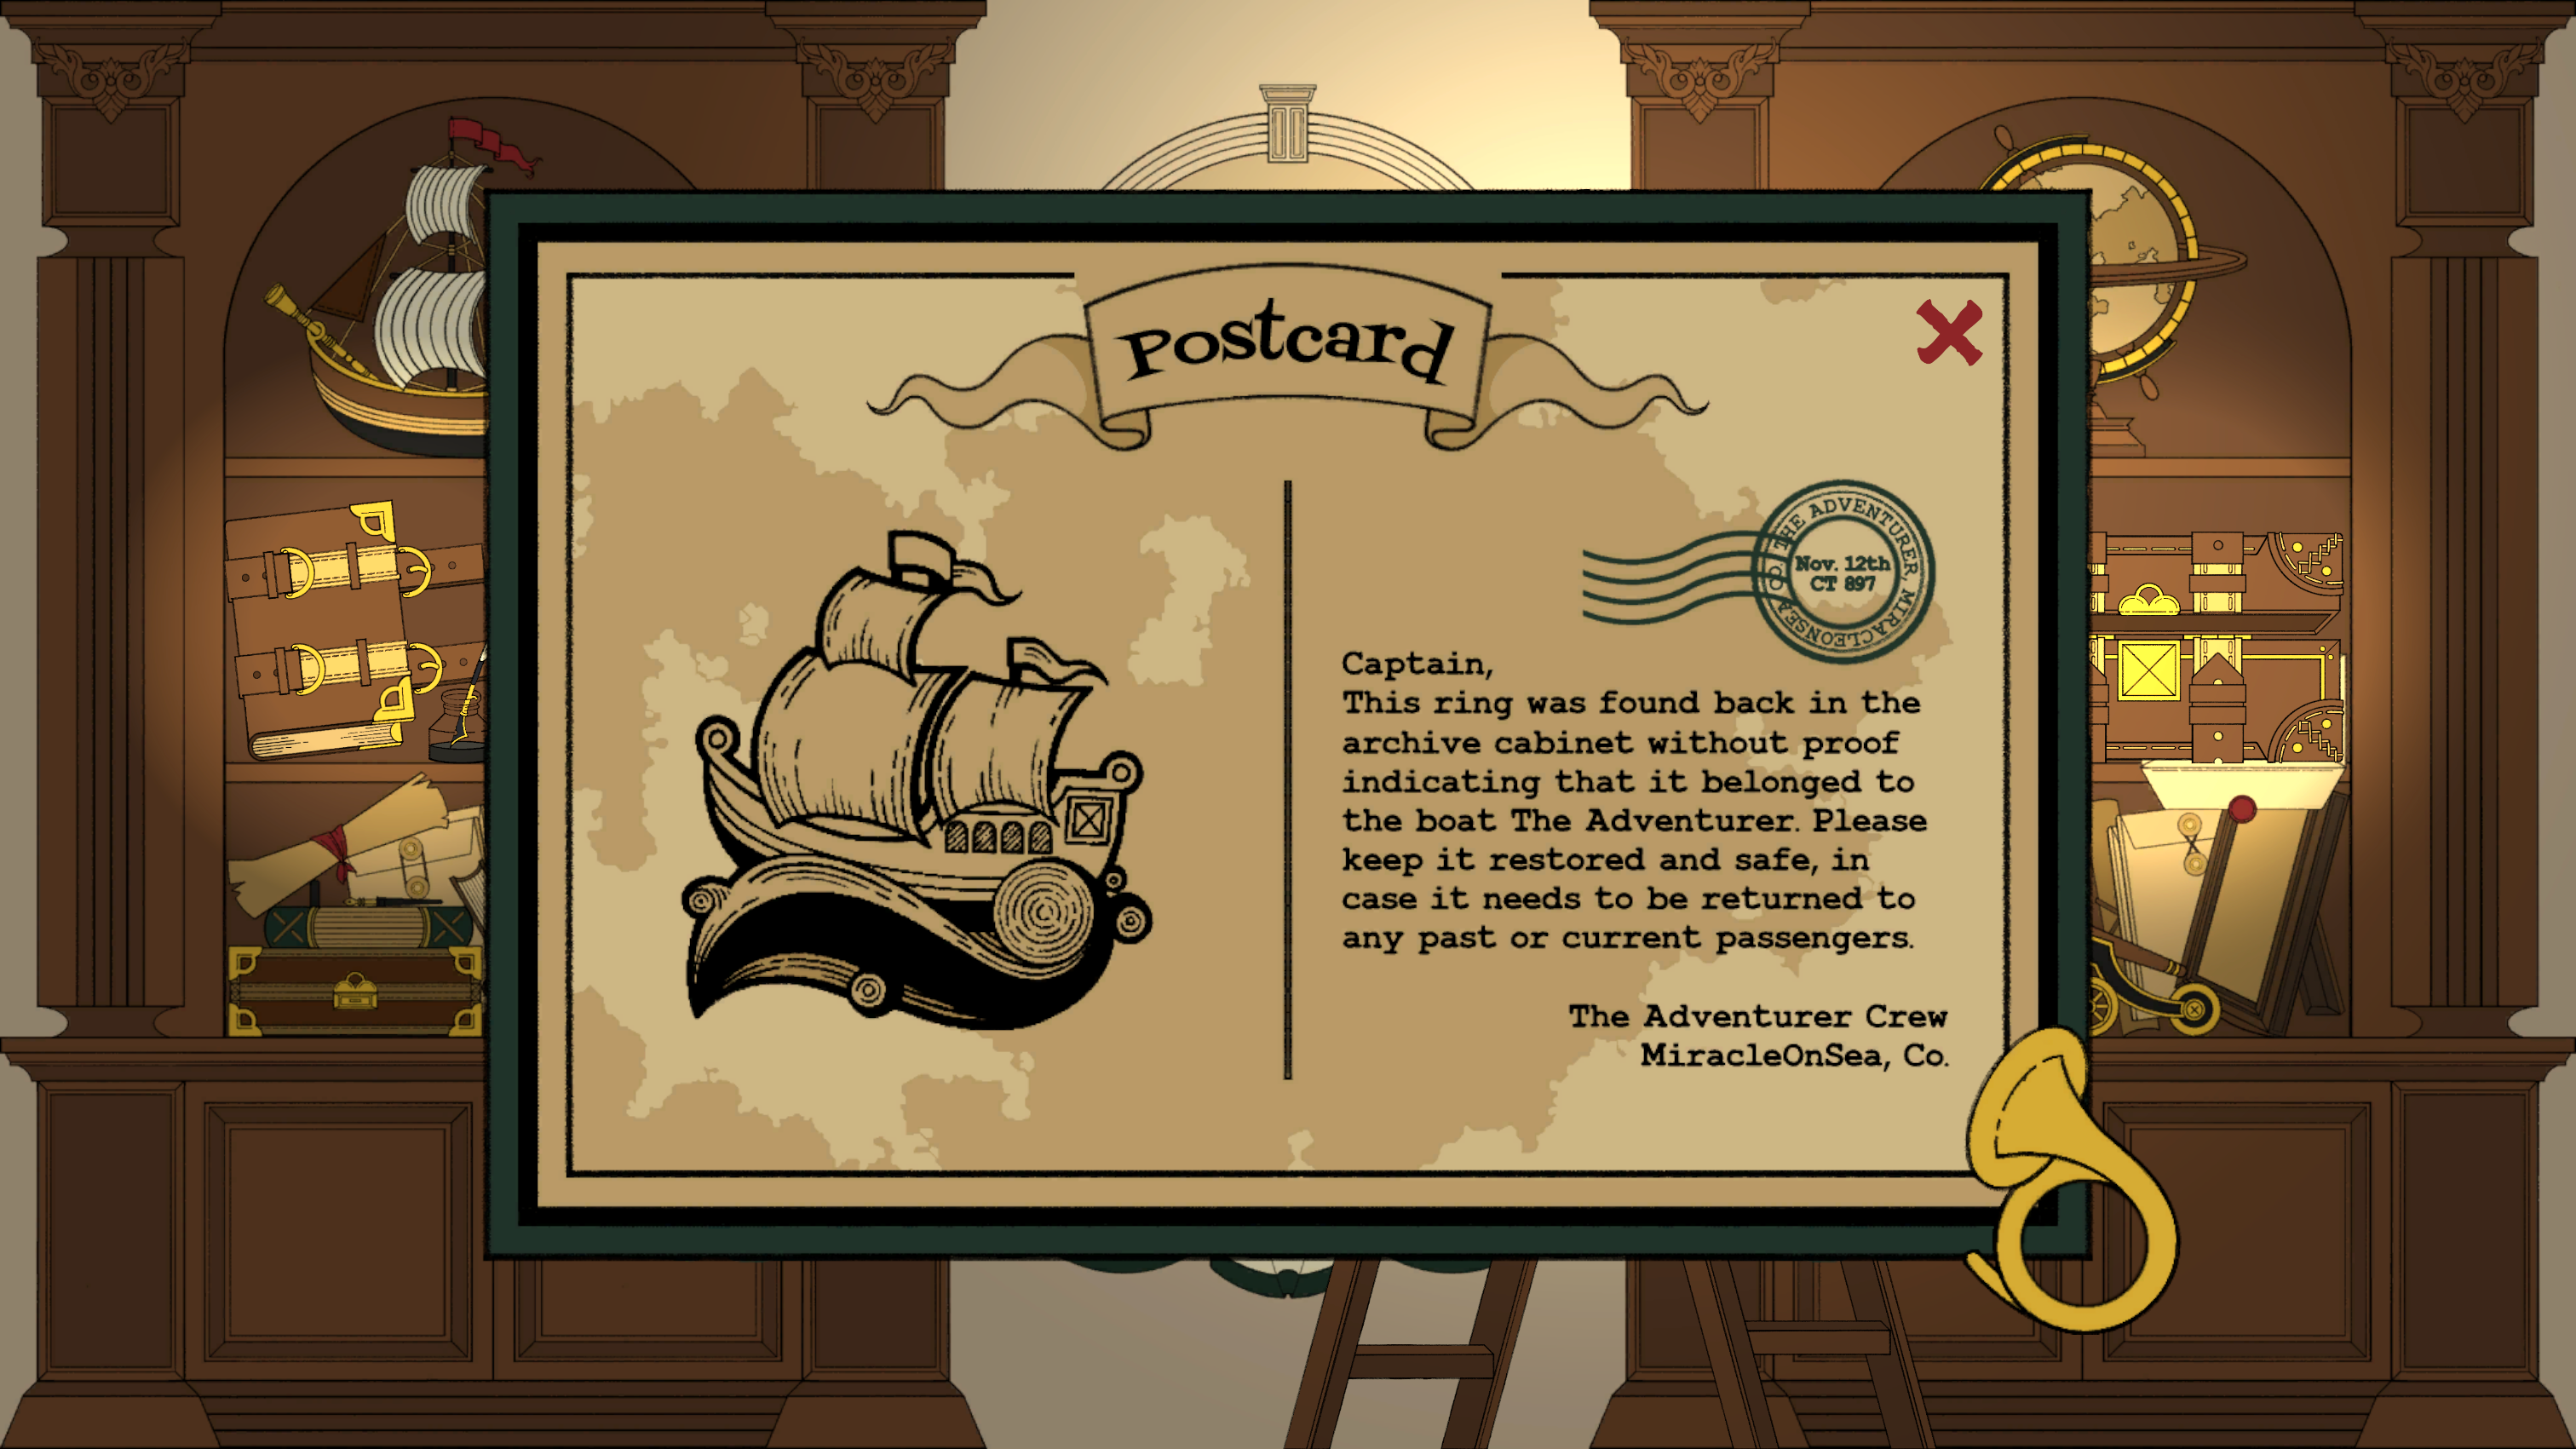 Postcard
THE ADVENTURER, MIRACLEONSEA CO.
Nov. 12th
CT 897
Captain,
This ring was found back in the
archive cabinet without proof
indicating that it belonged to
the boat The Adventurer. Please
keep it restored and safe, in
case it needs to be returned to
any past or current passengers.
The Adventurer Crew
MiracleOnSea, Co.